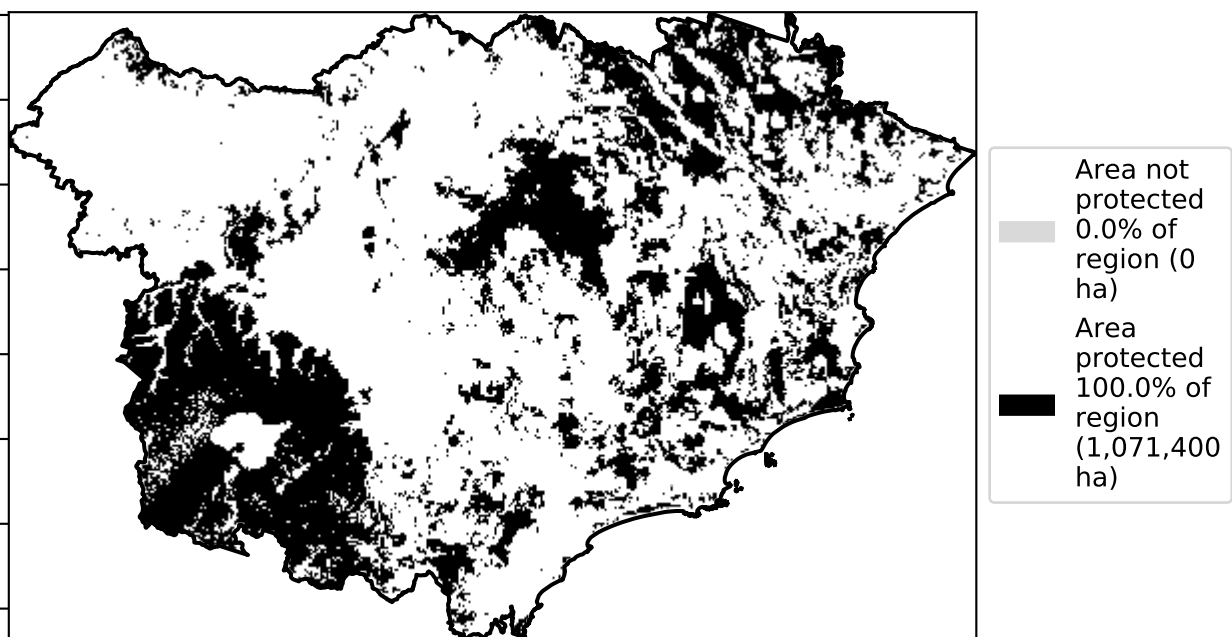 Area not
protected
0.0% of
region (0
ha)
Area
protected
100.0% of
region
(1,071,400
ha)